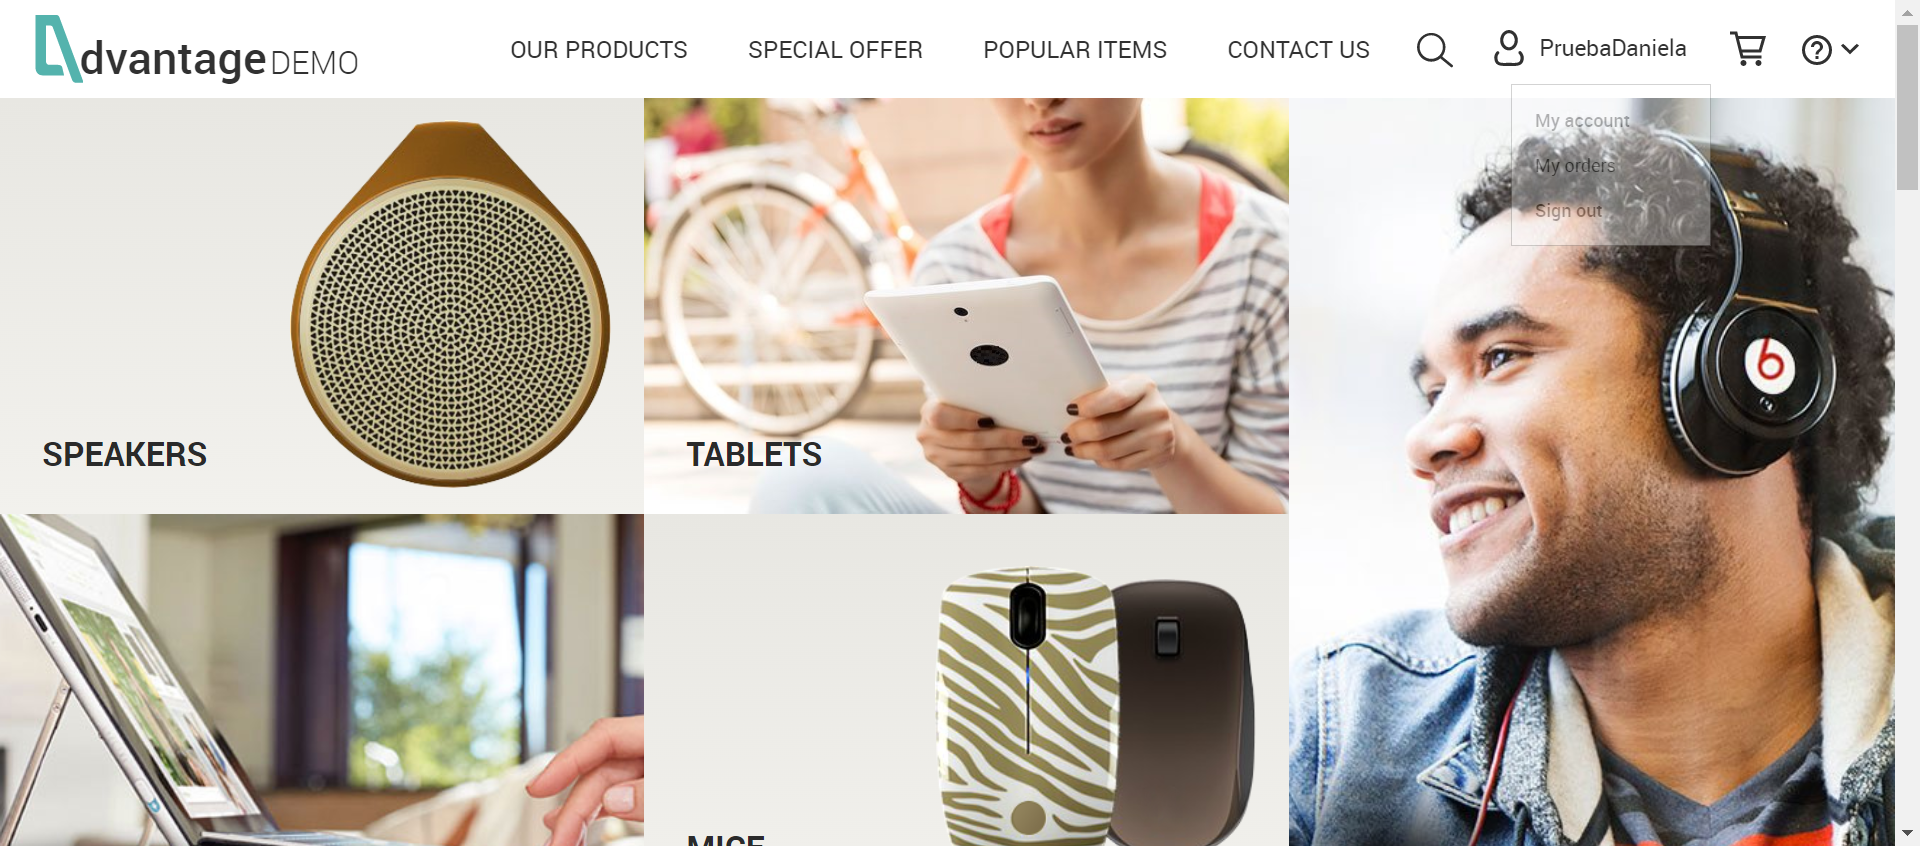 dvantage DEMO
OUR PRODUCTS
SPECIAL OFFER
POPULAR ITEMS
CONTACT US
PruebaDaniela
My account
My orders
Sign out
SPEAKERS
TABLETS
MICE